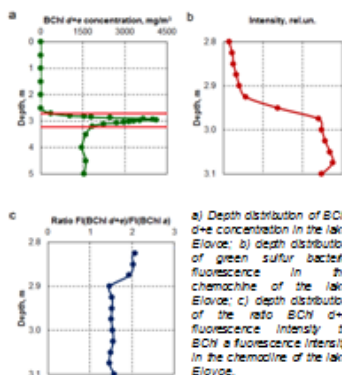 a
BChl d+e concentration, mg/m³
0 1500 3000 4500
0
1
2
3
4
5
Depth, m
b
Intensity, rel.un.
2.8
2.9
3.0
3.1
Depth, m
c
Ratio Fl(BChl d+e)/Fl(BChl a)
0 1 2 3
2.8
2.9
3.0
3.1
Depth, m
a) Depth distribution of BChl
d+e concentration in the lake
Elovoe; b) depth distribution
of green sulfur bacteria
fluorescence in the
chemocline of the lake
Elovoe; c) depth distribution
of the ratio BChl d+e
fluorescence intensity to
BChl a fluorescence intensity
in the chemocline of the lake
Elovoe.